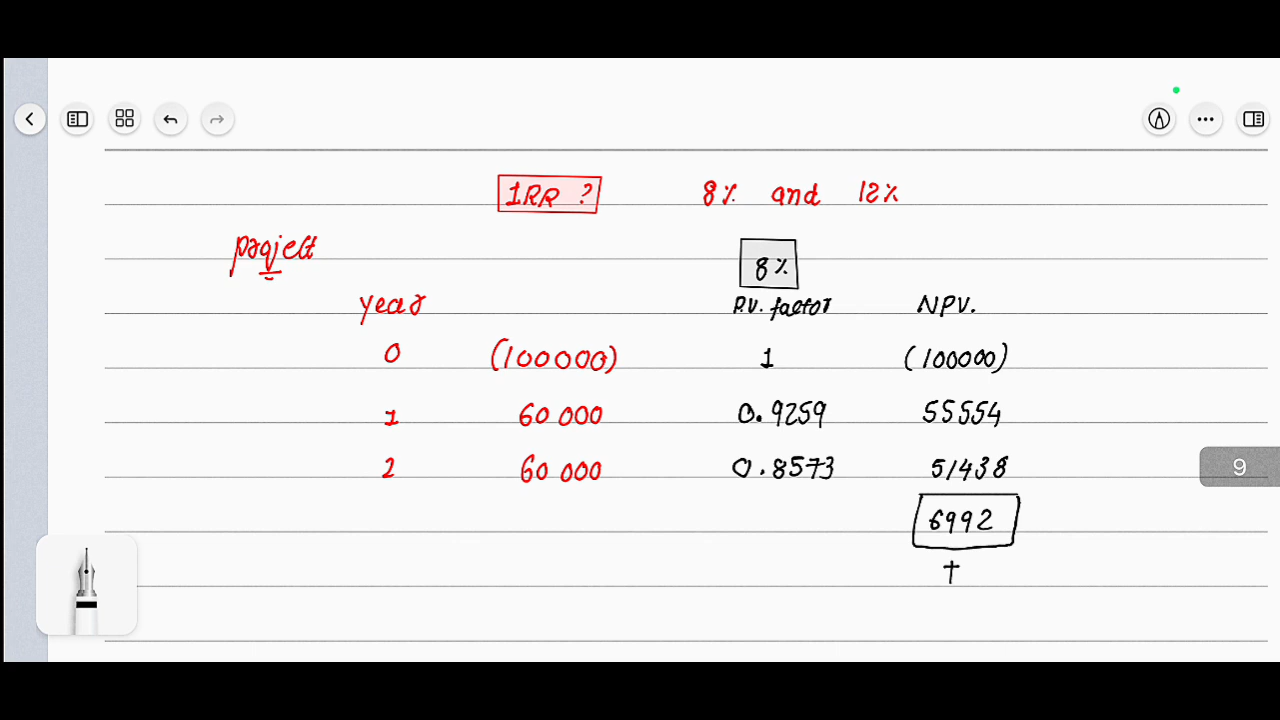 IRR ? 8% and 12%
project
8%
year P.V. factor NPV.
0 (100000) 1 (100000)
1 60 000 0.9259 55554
2 60 000 0.8573 51438
6992
+
9